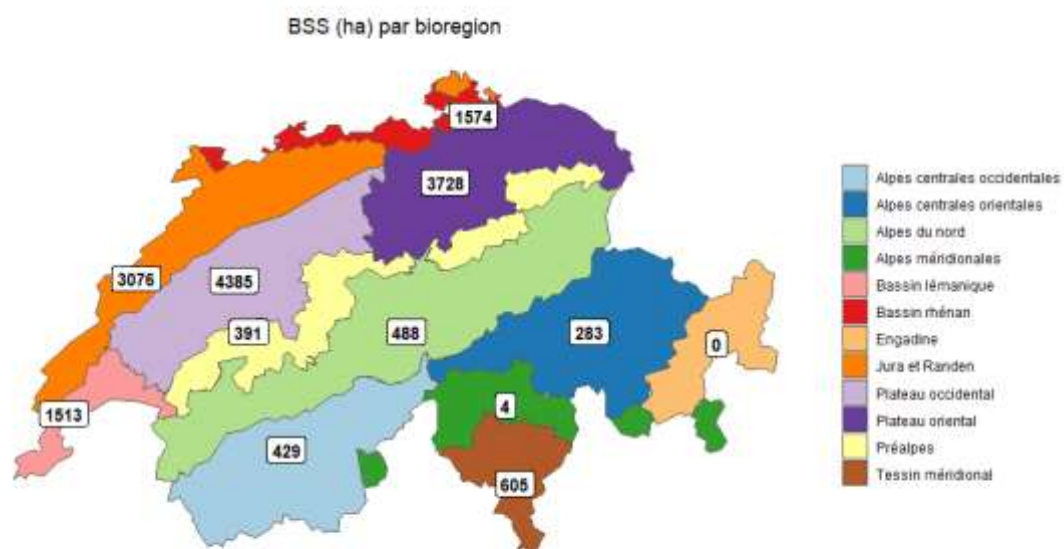 BSS (ha) par bioregion
1574
3728
3076
4385
391
488
283
0
1513
4
429
605
Alpes centrales occidentales
Alpes centrales orientales
Alpes du nord
Alpes méridionales
Bassin lémanique
Bassin rhénan
Engadine
Jura et Randen
Plateau occidental
Plateau oriental
Préalpes
Tessin méridional